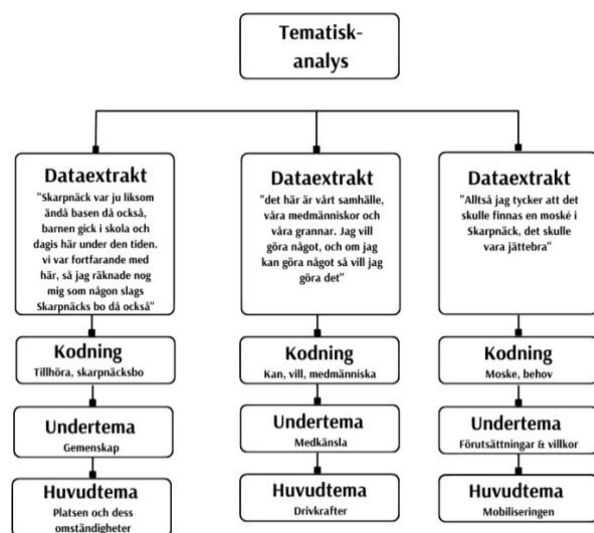 Tematisk-
analys
Dataextrakt
"Skarpnäck var ju liksom
ändå basen då också,
barnen gick i skola och
dagis här under den tiden.
vi var fortfarande med
här, så jag räknade nog
mig som någon slags
Skarpnäcks bo då också"
Kodning
Tillhöra, skarpnäcksbo
Undertema
Gemenskap
Huvudtema
Platsen och dess
omständigheter
Dataextrakt
"det här är vårt samhälle,
våra medmänniskor och
våra grannar. Jag vill
göra något, och om jag
kan göra något så vill jag
göra det"
Kodning
Kan, vill, medmänniska
Undertema
Medkänsla
Huvudtema
Drivkrafter
Dataextrakt
"Alltså jag tycker att det
skulle finnas en moské i
Skarpnäck, det skulle
vara jättebra"
Kodning
Moske, behov
Undertema
Förutsättningar & villkor
Huvudtema
Mobiliseringen